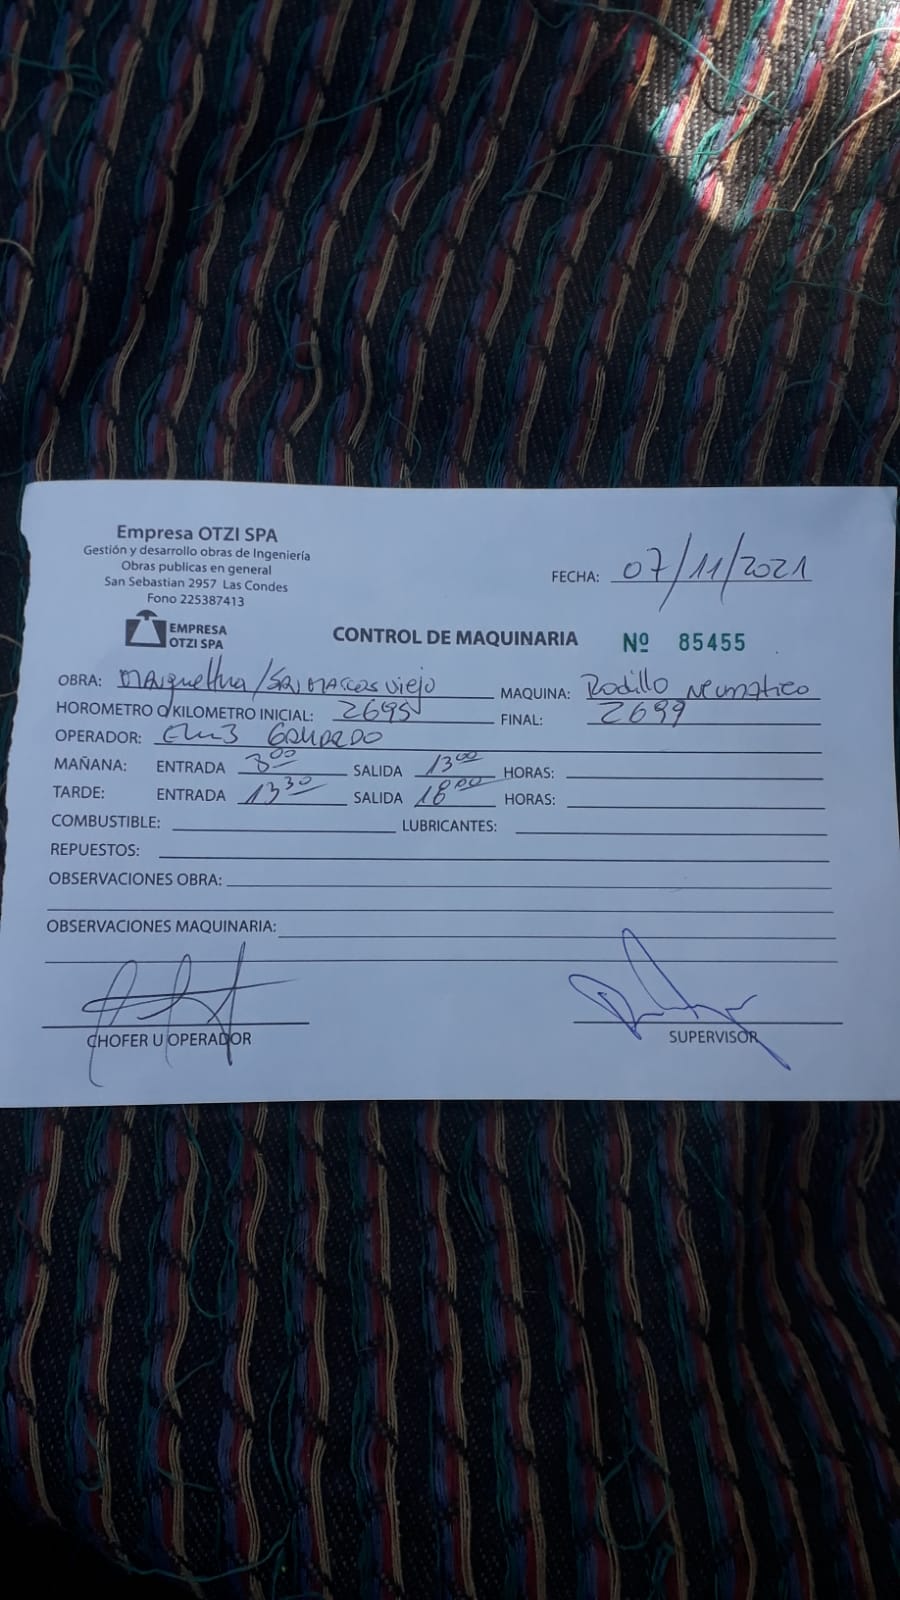 Empresa OTZI SPA
Gestión y desarrollo obras de Ingeniería
Obras publicas en general
San Sebastian 2957 Las Condes
Fono 225387413
EMPRESA
OTZI SPA
FECHA: 07/11/2021
CONTROL DE MAQUINARIA Nº 85455
OBRA: /San Marcos Viejo MAQUINA: Rodillo Neumatico
HOROMETRO O/KILOMETRO INICIAL: 2695 FINAL: 2699
OPERADOR:
MAÑANA: ENTRADA 8:00 SALIDA 13:00 HORAS:
TARDE: ENTRADA 13:30 SALIDA 18:00 HORAS:
COMBUSTIBLE: LUBRICANTES:
REPUESTOS:
OBSERVACIONES OBRA:
OBSERVACIONES MAQUINARIA:
CHOFER U OPERADOR SUPERVISOR